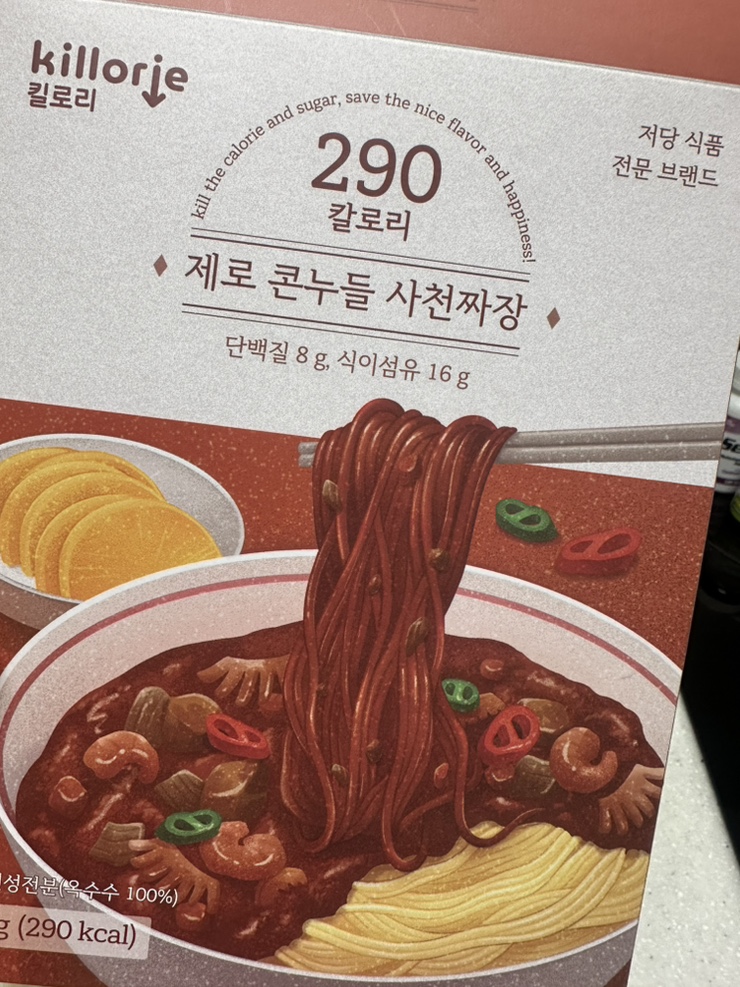 killorie
킬로리
kill the calorie and sugar, save the nice flavor and happiness!
저당 식품
전문 브랜드
290
칼로리
제로 콘누들 사천짜장
단백질 8 g, 식이섬유 16 g
성전분(옥수수 100%)
g (290 kcal)